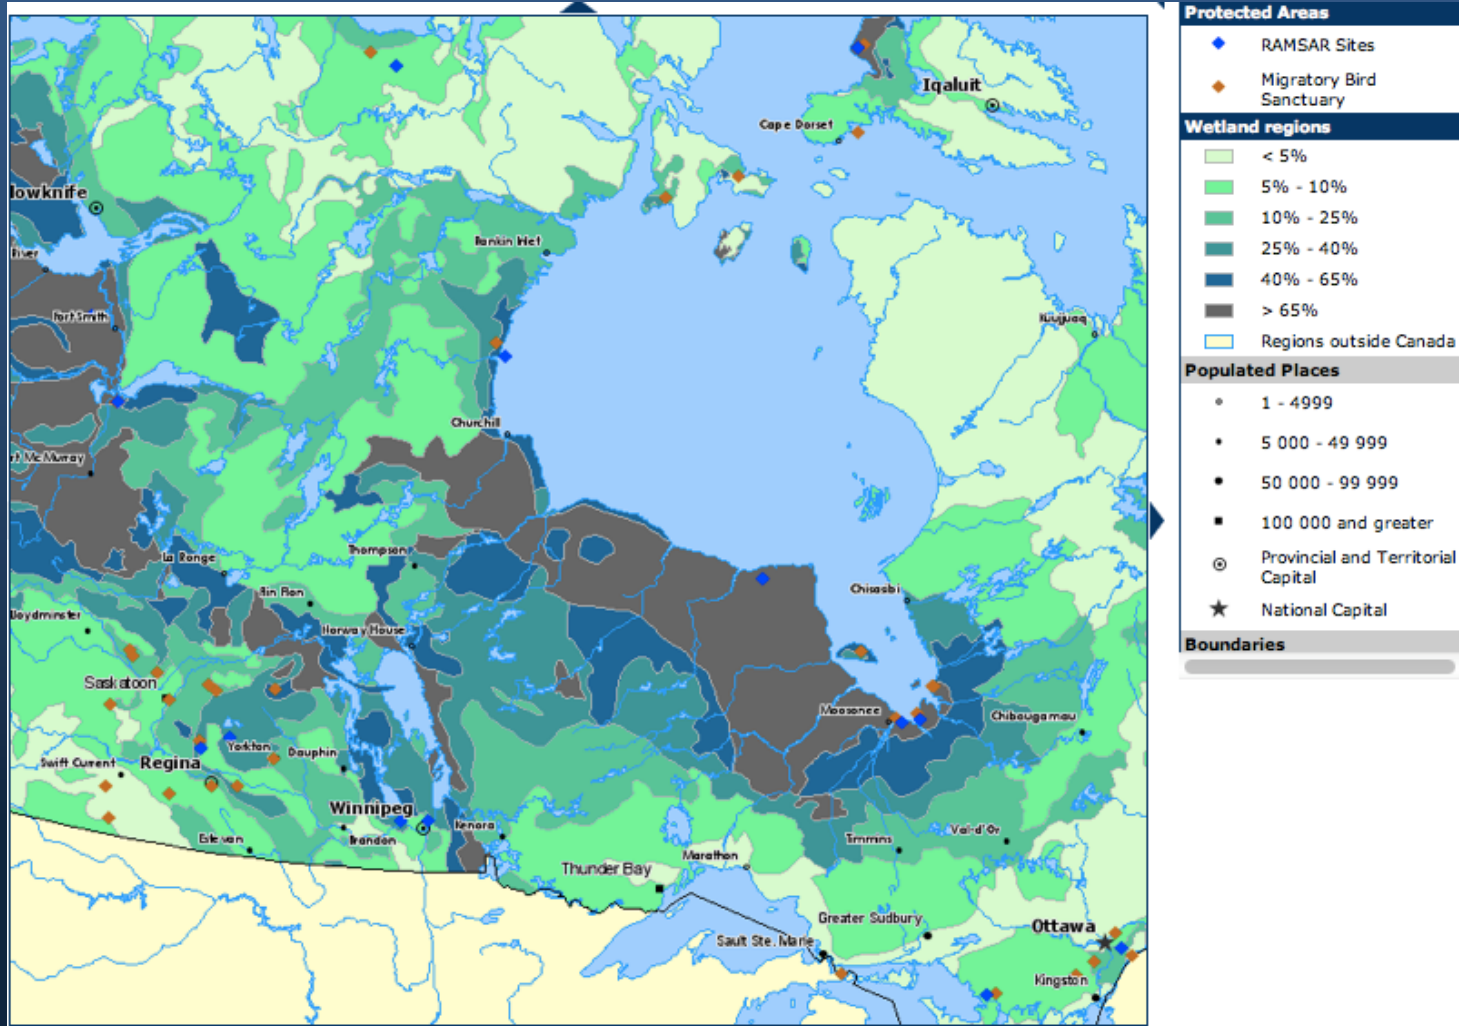 Iqaluit
Cape Dorset
lowknife
Rankin Inlet
River
Fort Smith
Kuujjuaq
Churchill
rt Mc Murray
Thompson
La Ronge
Chisasibi
Flin Flon
lloydminster
Norway House
Saskatoon
Moosonee
Chibougamau
Yorkton
Dauphin
Swift Current
Regina
Winnipeg
Kenora
Estevan
Brandon
Timmins
Val-d'Or
Marathon
Thunder Bay
Greater Sudbury
Ottawa
Sault Ste. Marie
Kingston
Protected Areas
RAMSAR Sites
Migratory Bird
Sanctuary
Wetland regions
< 5%
5% - 10%
10% - 25%
25% - 40%
40% - 65%
> 65%
Regions outside Canada
Populated Places
1 - 4999
5 000 - 49 999
50 000 - 99 999
100 000 and greater
Provincial and Territorial
Capital
National Capital
Boundaries